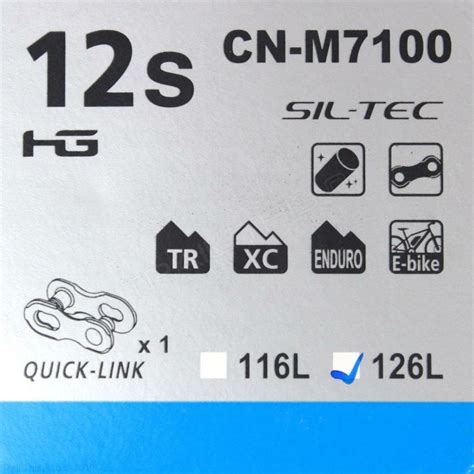 12s
CN-M7100
HG
SIL-TEC
TR
XC
ENDURO
E-bike
x 1
QUICK-LINK
116L
126L